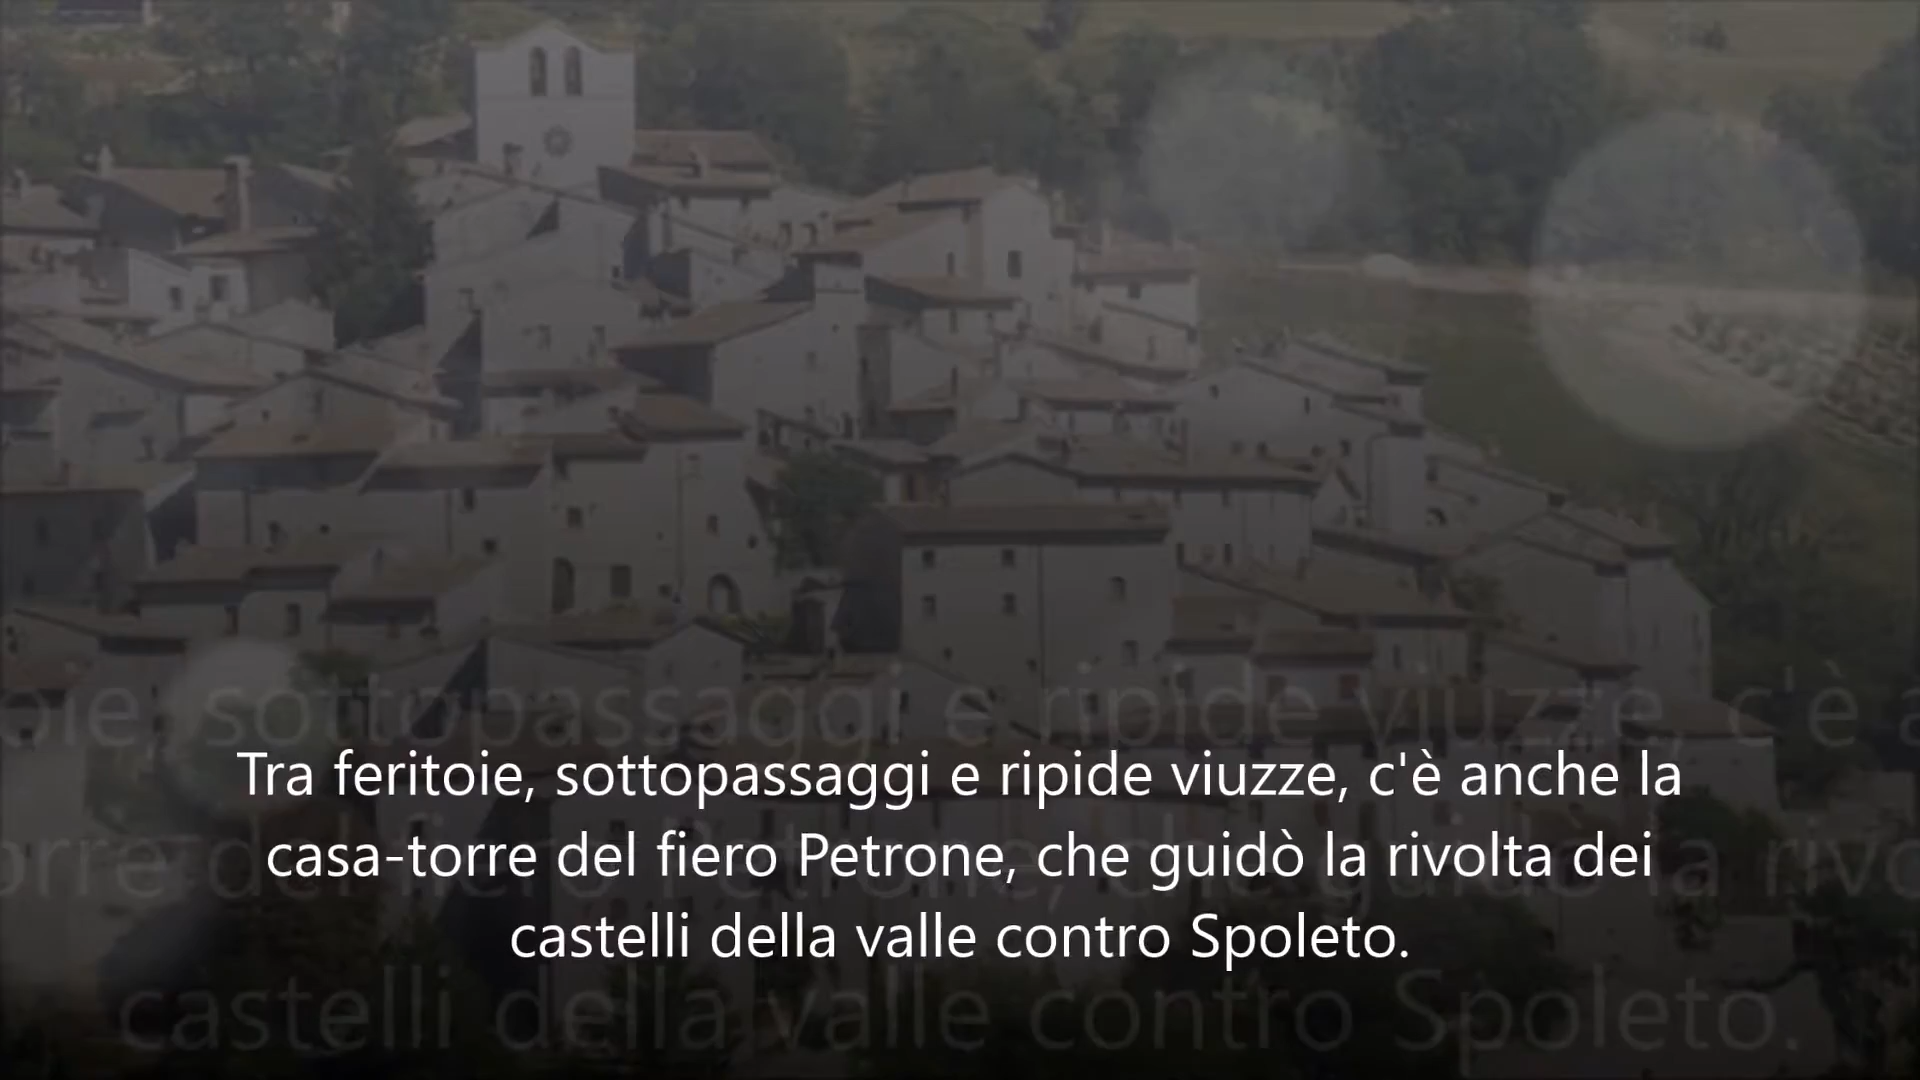 Tra feritoie, sottopassaggi e ripide viuzze, c'è anche la
casa-torre del fiero Petrone, che guidò la rivolta dei
castelli della valle contro Spoleto.